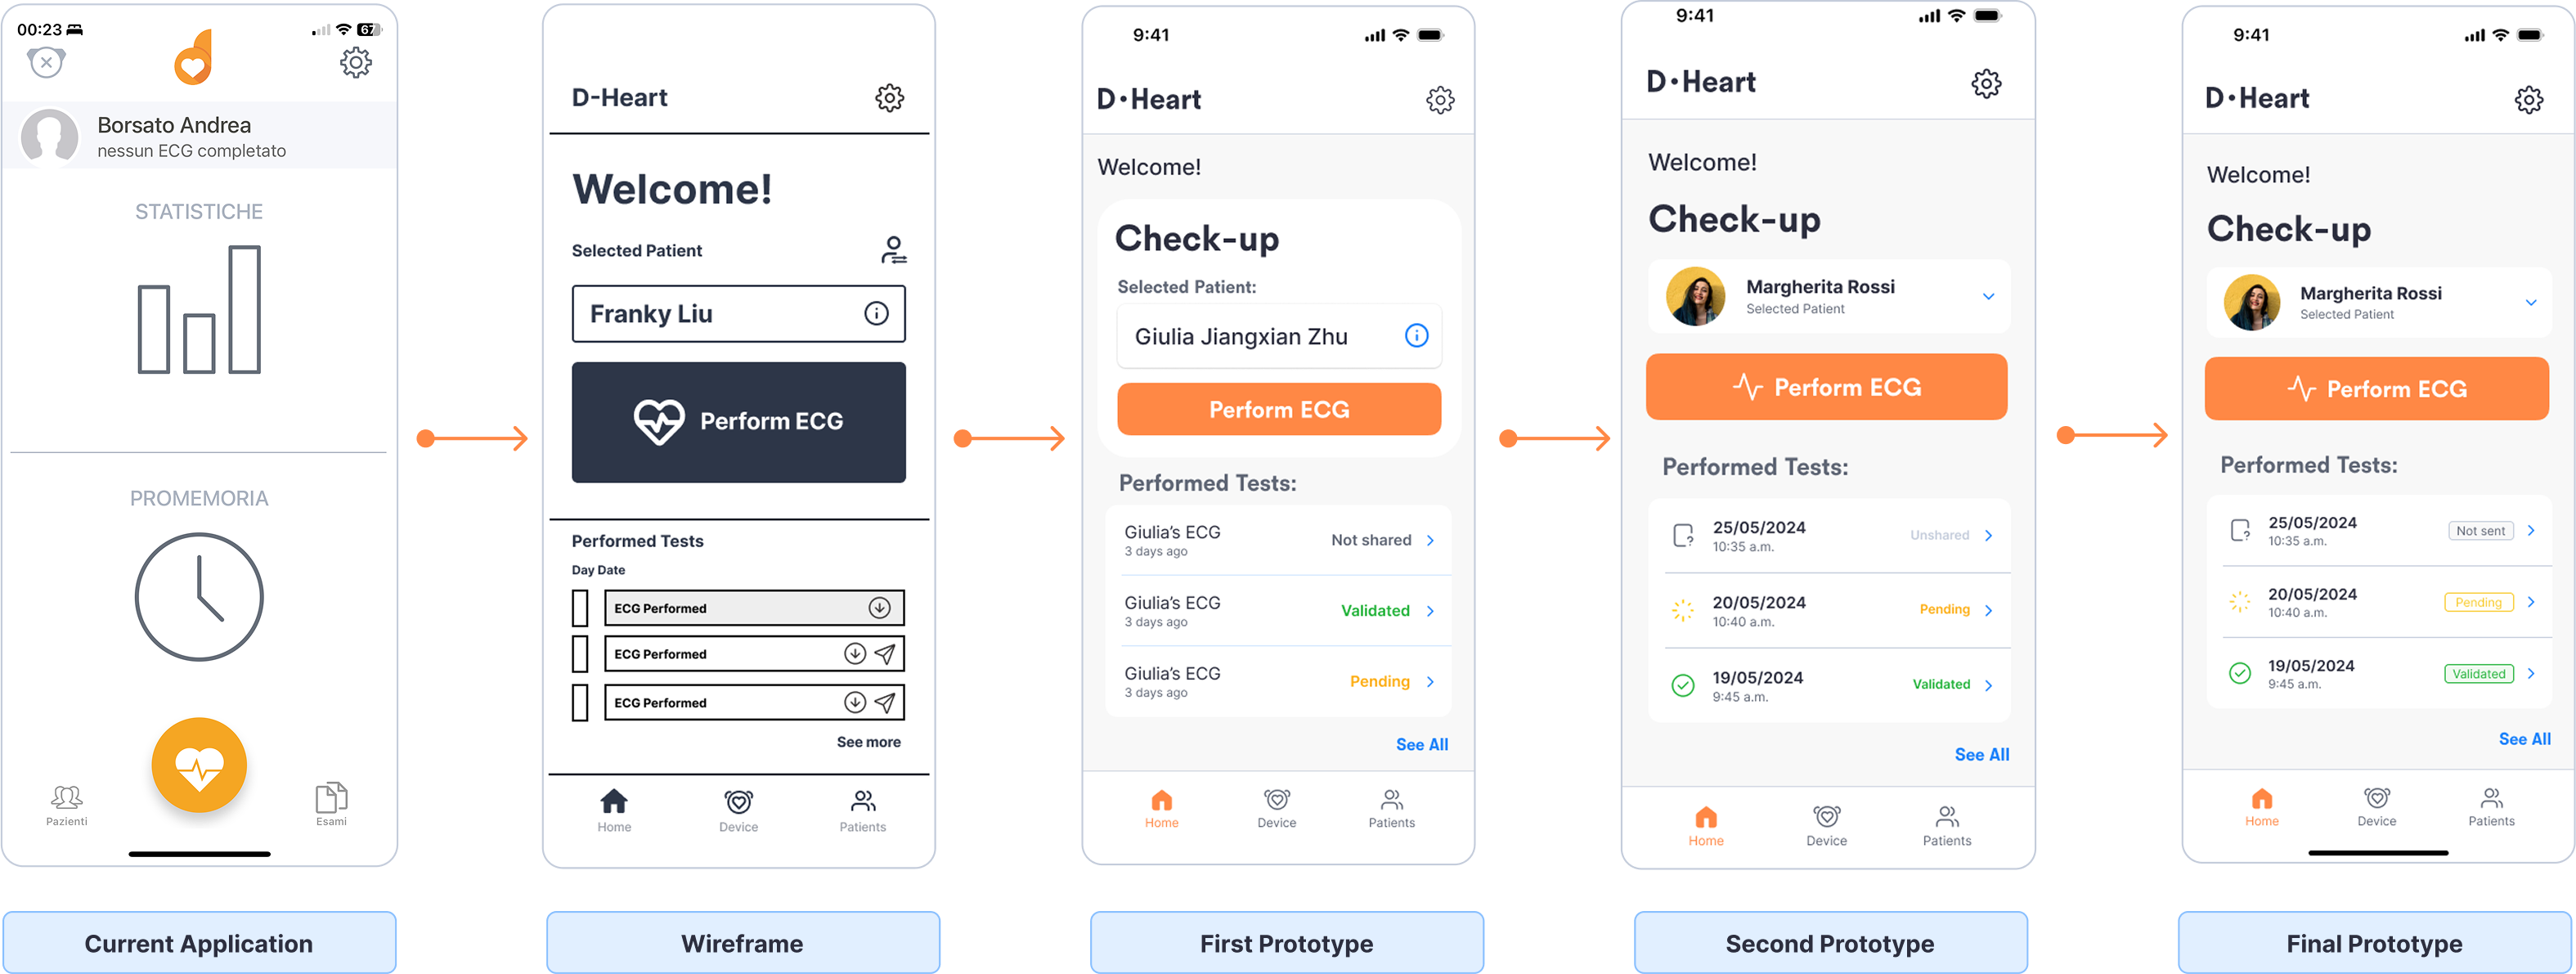 00:23
67
Borsato Andrea
nessun ECG completato
STATISTICHE
PROMEMORIA
Pazienti
Esami
Current Application
D-Heart
Welcome!
Selected Patient
Franky Liu
Perform ECG
Performed Tests
Day Date
ECG Performed
ECG Performed
ECG Performed
See more
Home
Device
Patients
Wireframe
9:41
D·Heart
Welcome!
Check-up
Selected Patient:
Giulia Jiangxian Zhu
Perform ECG
Performed Tests:
Giulia’s ECG
Not shared
3 days ago
Giulia’s ECG
Validated
3 days ago
Giulia’s ECG
Pending
3 days ago
See All
Home
Device
Patients
First Prototype
9:41
D·Heart
Welcome!
Check-up
Margherita Rossi
Selected Patient
Perform ECG
Performed Tests:
25/05/2024
Unshared
10:35 a.m.
20/05/2024
Pending
10:40 a.m.
19/05/2024
Validated
9:45 a.m.
See All
Home
Device
Patients
Second Prototype
9:41
D·Heart
Welcome!
Check-up
Margherita Rossi
Selected Patient
Perform ECG
Performed Tests:
25/05/2024
Not sent
10:35 a.m.
20/05/2024
Pending
10:40 a.m.
19/05/2024
Validated
9:45 a.m.
See All
Home
Device
Patients
Final Prototype